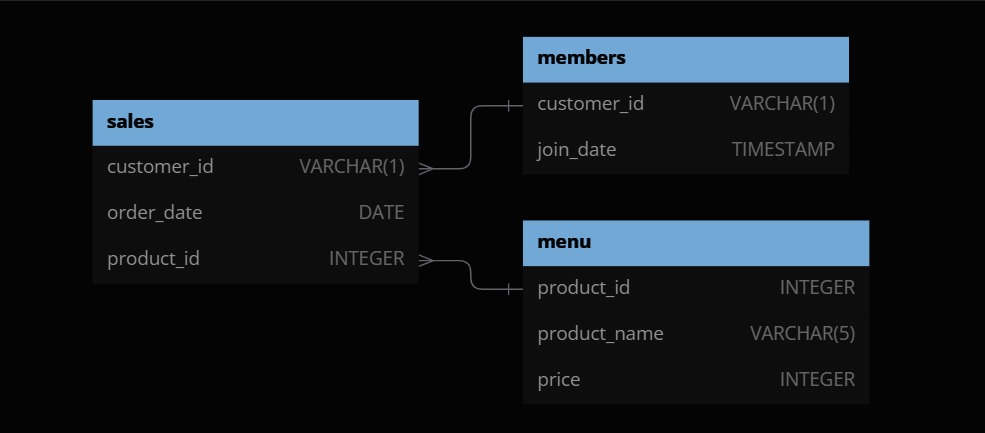 sales
customer_id VARCHAR(1)
order_date DATE
product_id INTEGER
members
customer_id VARCHAR(1)
join_date TIMESTAMP
menu
product_id INTEGER
product_name VARCHAR(5)
price INTEGER